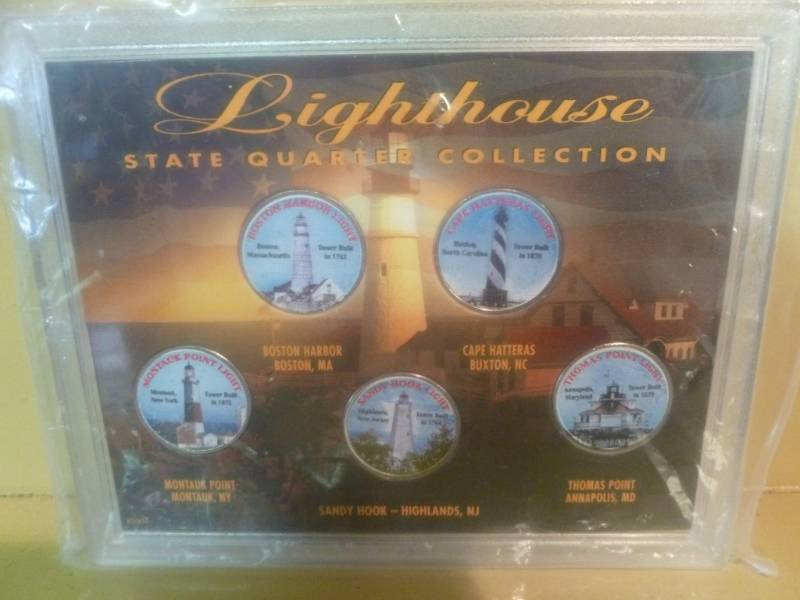 Lighthouse
STATE QUARTER COLLECTION
BOSTON HARBOR LIGHT
Boston,
Massachusetts
Tower Built
in 1783
CAPE HATTERAS LIGHT
Buxton,
North Carolina
Tower Built
in 1870
BOSTON HARBOR
BOSTON, MA
CAPE HATTERAS
BUXTON, NC
MONTAUK POINT LIGHT
Montauk,
New York
Tower Built
SANDY HOOK LIGHT
Highlands,
New Jersey
Tower Built
in 1764
THOMAS POINT LIGHT
Annapolis,
Maryland
Tower Built
in 1875
MONTAUK POINT
MONTAUK, NY
SANDY HOOK – HIGHLANDS, NJ
THOMAS POINT
ANNAPOLIS, MD